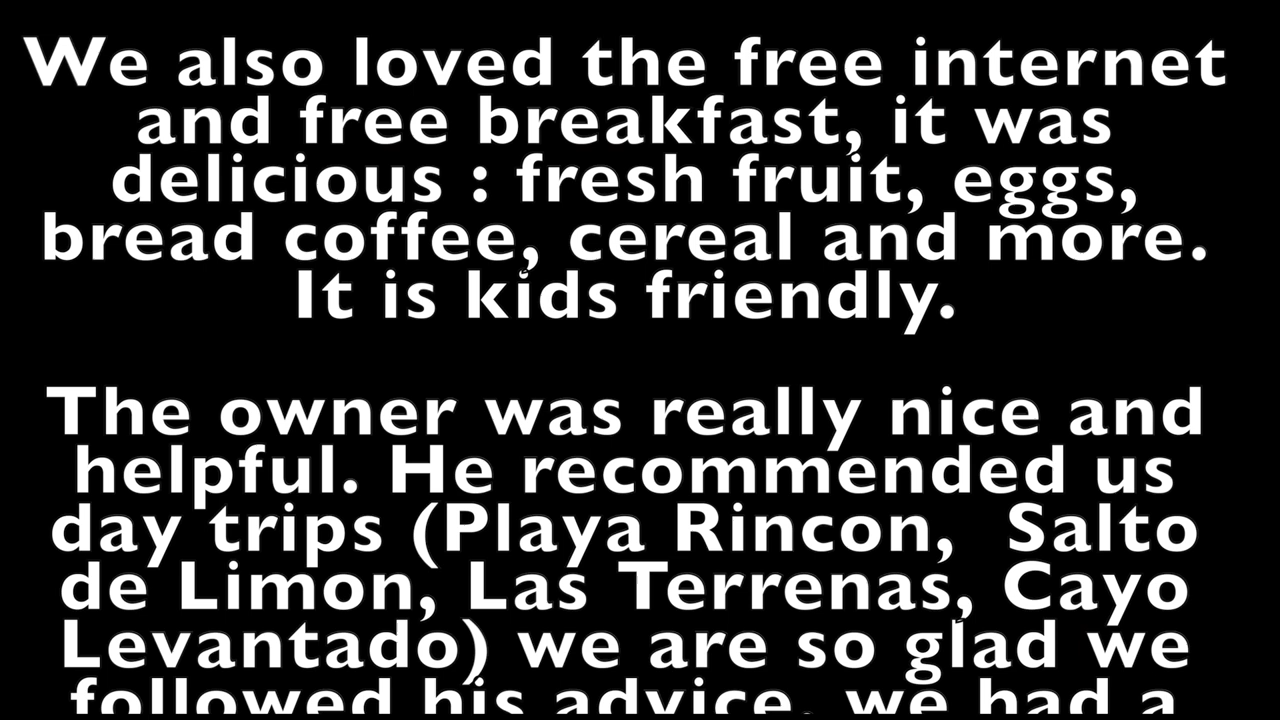 We also loved the free internet
and free breakfast, it was
delicious : fresh fruit, eggs,
bread coffee, cereal and more.
It is kids friendly.
The owner was really nice and
helpful. He recommended us
day trips (Playa Rincon,  Salto
de Limon, Las Terrenas, Cayo
Levantado) we are so glad we
followed his advice, we had a